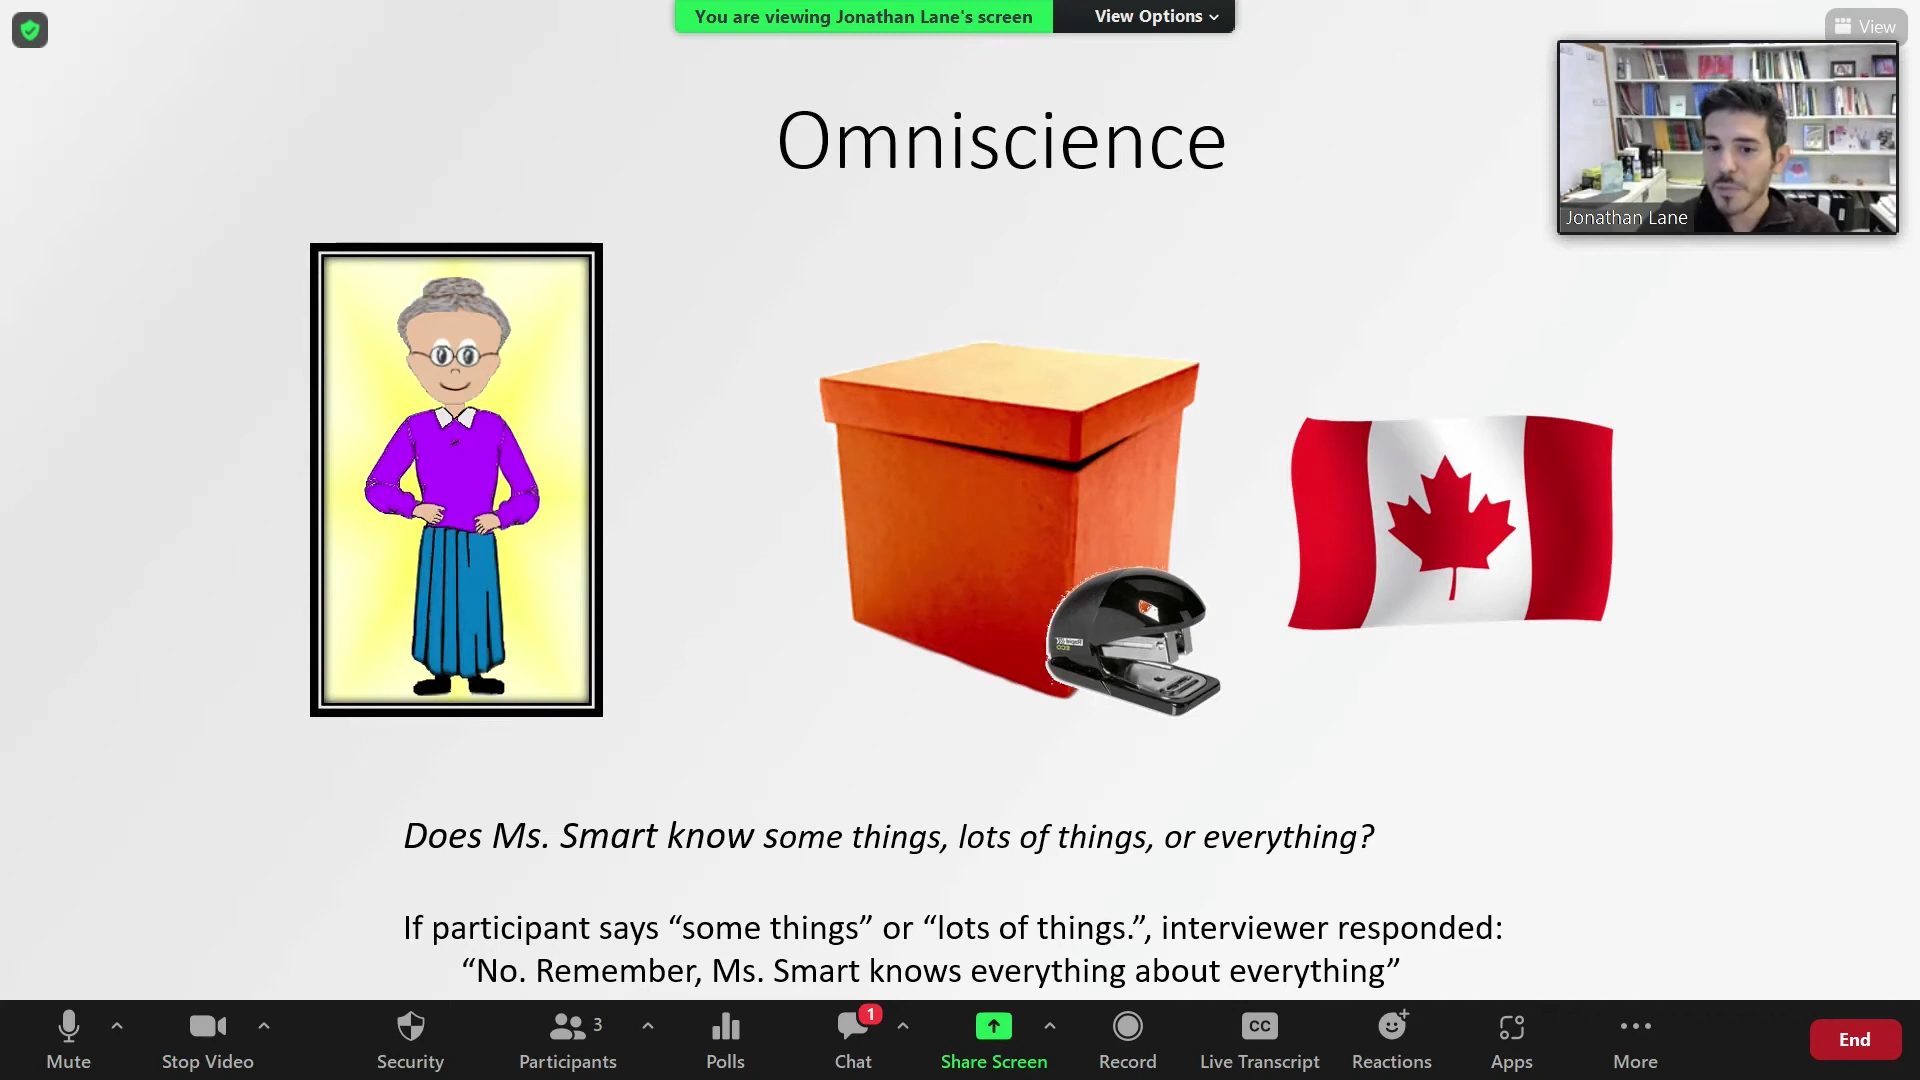 You are viewing Jonathan Lane's screen
View Options
View
Omniscience
Jonathan Lane
ECO
Does Ms. Smart know some things, lots of things, or everything?
If participant says “some things” or “lots of things.”, interviewer responded:
“No. Remember, Ms. Smart knows everything about everything”
3
1
CC
Mute
Stop Video
Security
Participants
Polls
Chat
Share Screen
Record
Live Transcript
Reactions
Apps
More
End